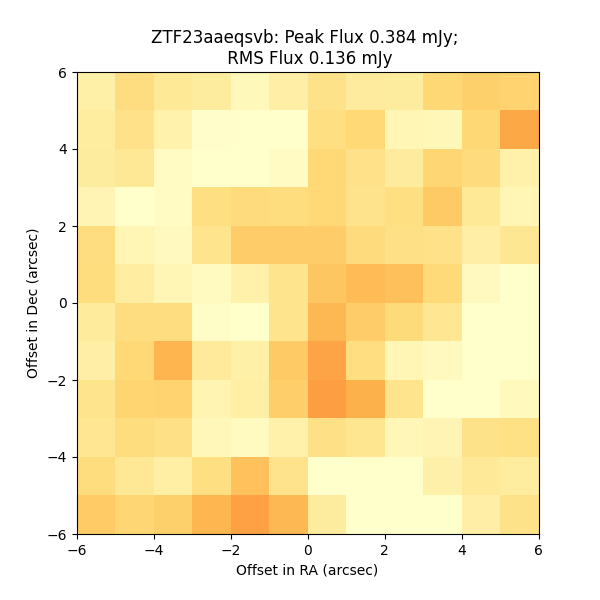 ZTF23aaeqsvb: Peak Flux 0.384 mJy;
RMS Flux 0.136 mJy
6
4
2
0
−2
−4
−6
Offset in Dec (arcsec)
−6 −4 −2 0 2 4 6
Offset in RA (arcsec)